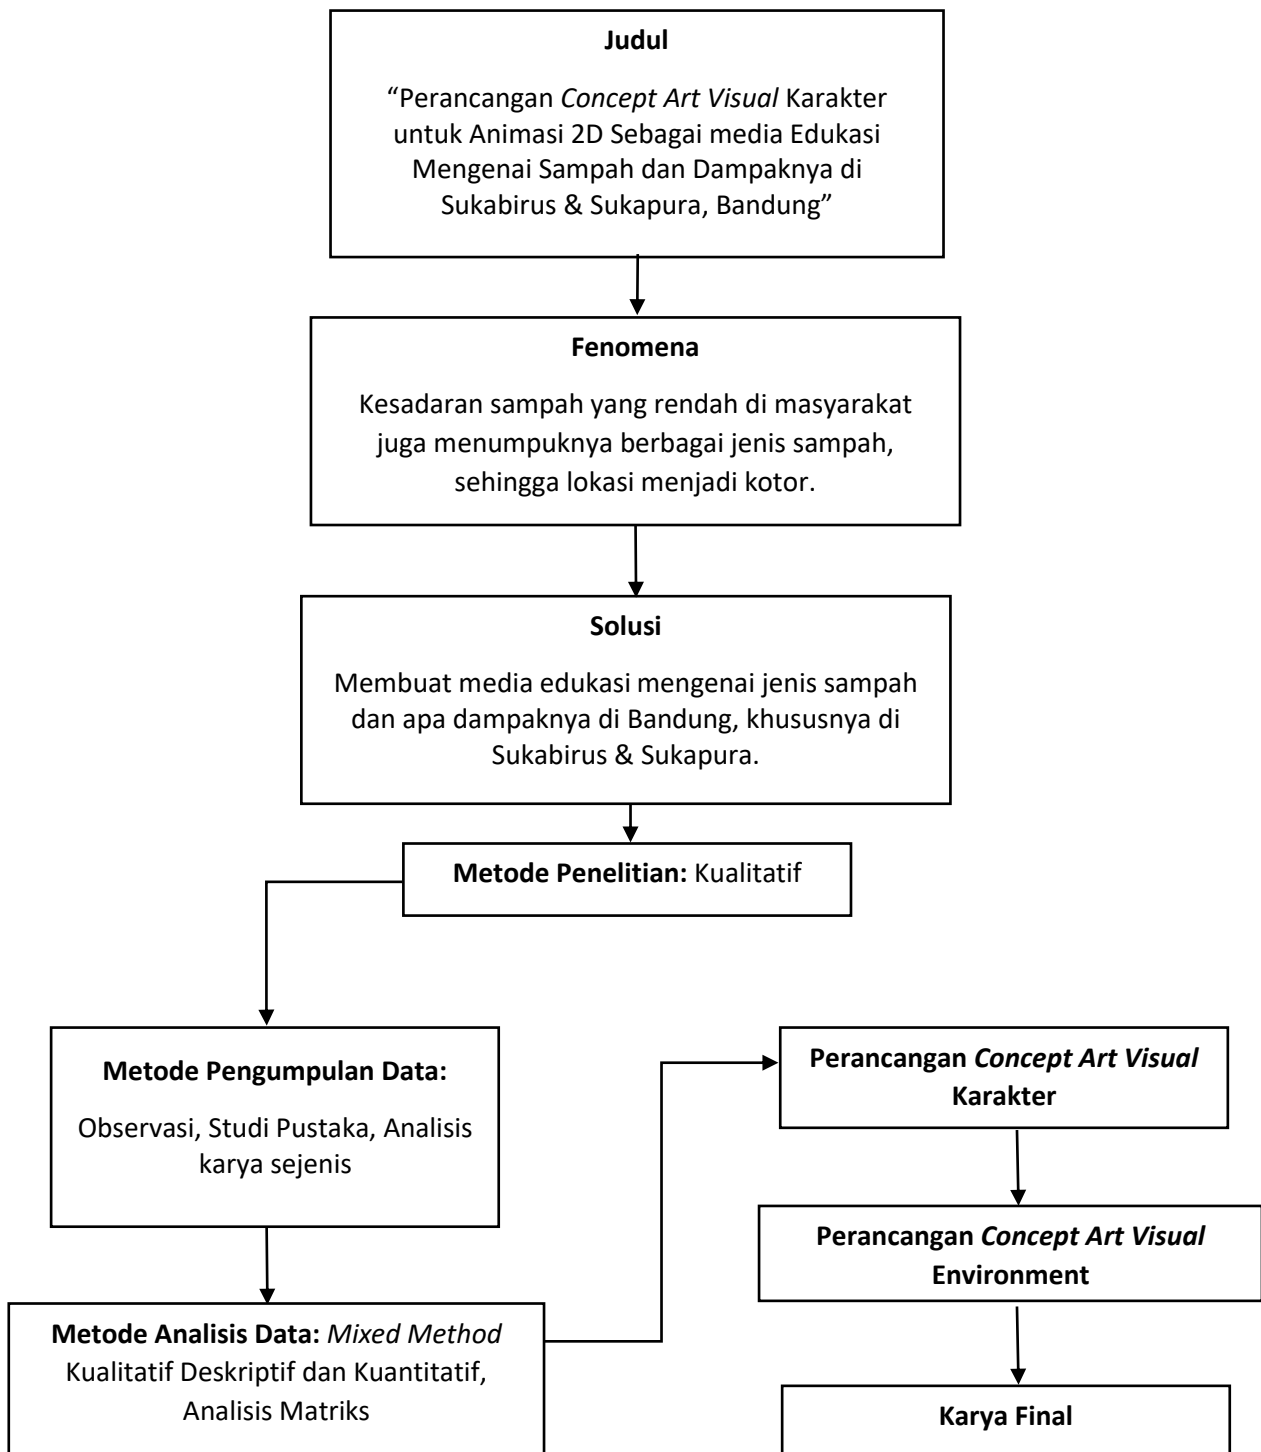 Judul
“Perancangan Concept Art Visual Karakter
untuk Animasi 2D Sebagai media Edukasi
Mengenai Sampah dan Dampaknya di
Sukabirus & Sukapura, Bandung”
Fenomena
Kesadaran sampah yang rendah di masyarakat
juga menumpuknya berbagai jenis sampah,
sehingga lokasi menjadi kotor.
Solusi
Membuat media edukasi mengenai jenis sampah
dan apa dampaknya di Bandung, khususnya di
Sukabirus & Sukapura.
Metode Penelitian: Kualitatif
Metode Pengumpulan Data:
Observasi, Studi Pustaka, Analisis
karya sejenis
Metode Analisis Data: Mixed Method
Kualitatif Deskriptif dan Kuantitatif,
Analisis Matriks
Perancangan Concept Art Visual
Karakter
Perancangan Concept Art Visual
Environment
Karya Final